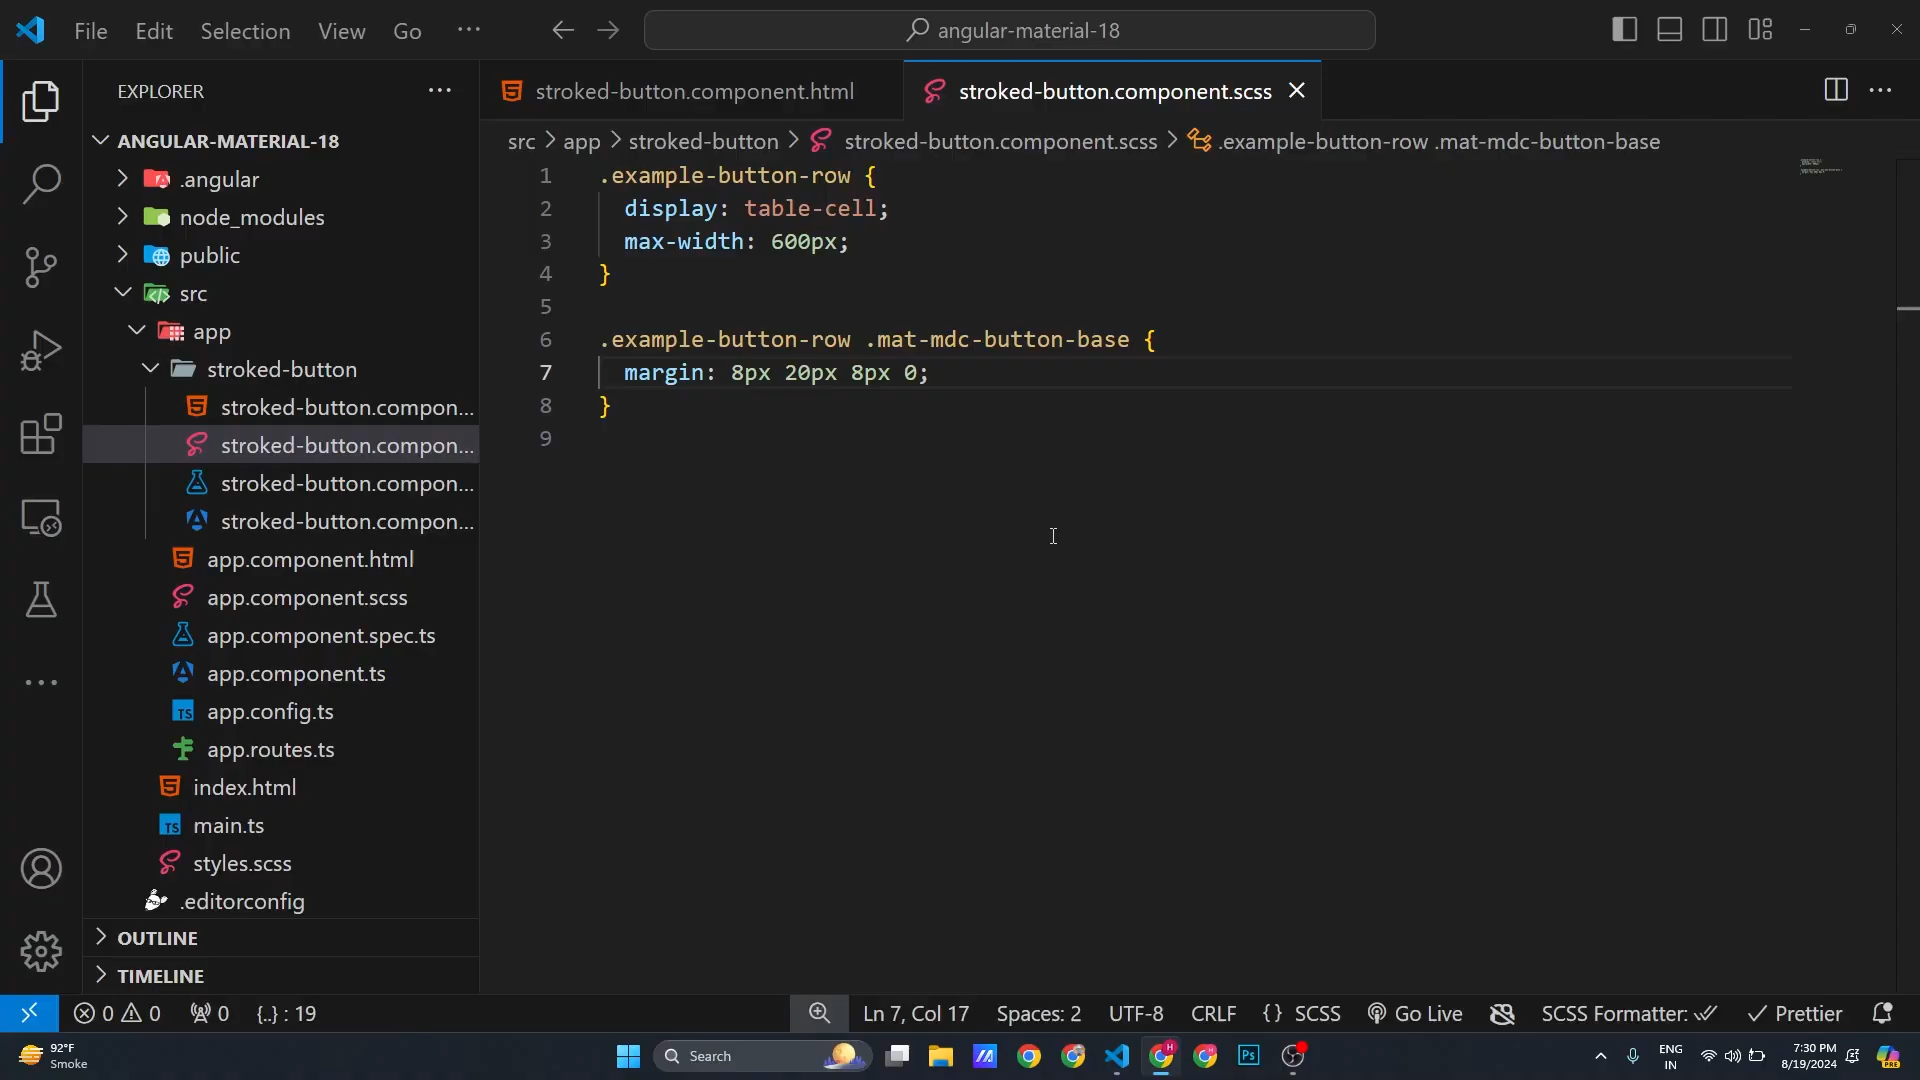 File Edit Selection View Go ···
angular-material-18
EXPLORER
stroked-button.component.html
stroked-button.component.scss
src > app > stroked-button > stroked-button.component.scss > .example-button-row .mat-mdc-button-base
ANGULAR-MATERIAL-18
.angular
node_modules
public
src
app
stroked-button
stroked-button.compon...
stroked-button.compon...
stroked-button.compon...
stroked-button.compon...
app.component.html
app.component.scss
app.component.spec.ts
app.component.ts
app.config.ts
app.routes.ts
index.html
main.ts
styles.scss
.editorconfig
OUTLINE
TIMELINE
1 .example-button-row {
2 display: table-cell;
3 max-width: 600px;
4 }
5
6 .example-button-row .mat-mdc-button-base {
7 margin: 8px 20px 8px 0;
8 }
9
0 0 0 {..} : 19
Ln 7, Col 17 Spaces: 2 UTF-8 CRLF {} SCSS Go Live SCSS Formatter: Prettier
92°F
Smoke
Search
Ps
ENG
IN
7:30 PM
8/19/2024